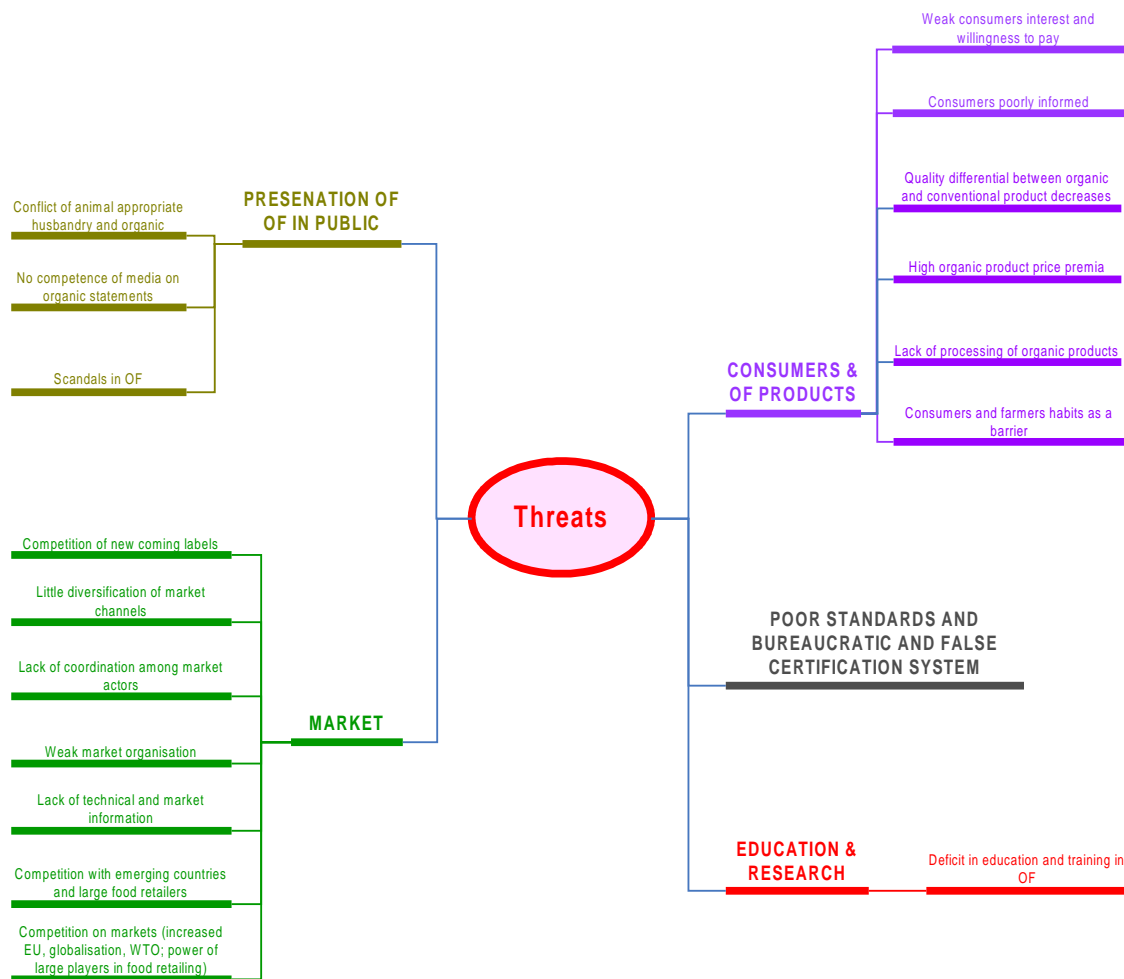 Weak consumers interest and
willingness to pay
Consumers poorly informed
Quality differential between organic
and conventional product decreases
High organic product price premia
Lack of processing of organic products
Consumers and farmers habits as a
barrier
CONSUMERS &
OF PRODUCTS
PRESENATION OF
OF IN PUBLIC
Conflict of animal appropriate
husbandry and organic
No competence of media on
organic statements
Scandals in OF
Threats
Competition of new coming labels
Little diversification of market
channels
Lack of coordination among market
actors
Weak market organisation
Lack of technical and market
information
Competition with emerging countries
and large food retailers
Competition on markets (increased
EU, globalisation, WTO; power of
large players in food retailing)
MARKET
POOR STANDARDS AND
BUREAUCRATIC AND FALSE
CERTIFICATION SYSTEM
EDUCATION &
RESEARCH
Deficit in education and training in
OF